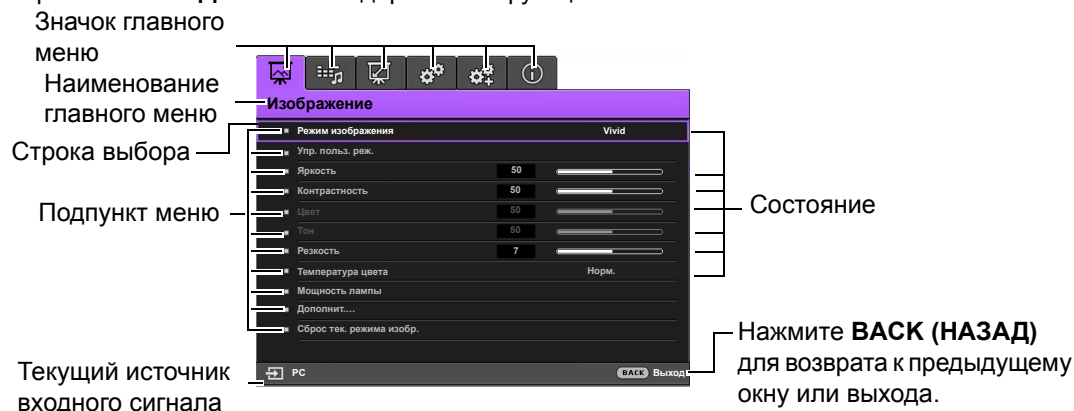 Значок главного
меню
Наименование
главного меню
Строка выбора
Подпункт меню
Текущий источник
входного сигнала
Изображение
Режим изображения Vivid
Упр. польз. реж.
Яркость 50
Контрастность 50
Цвет 50
Тон 50
Резкость 7
Температура цвета Норм.
Мощность лампы
Дополнит....
Сброс тек. режима изобр.
PC BACK Выход
Состояние
Нажмите BACK (НАЗАД)
для возврата к предыдущему
окну или выхода.